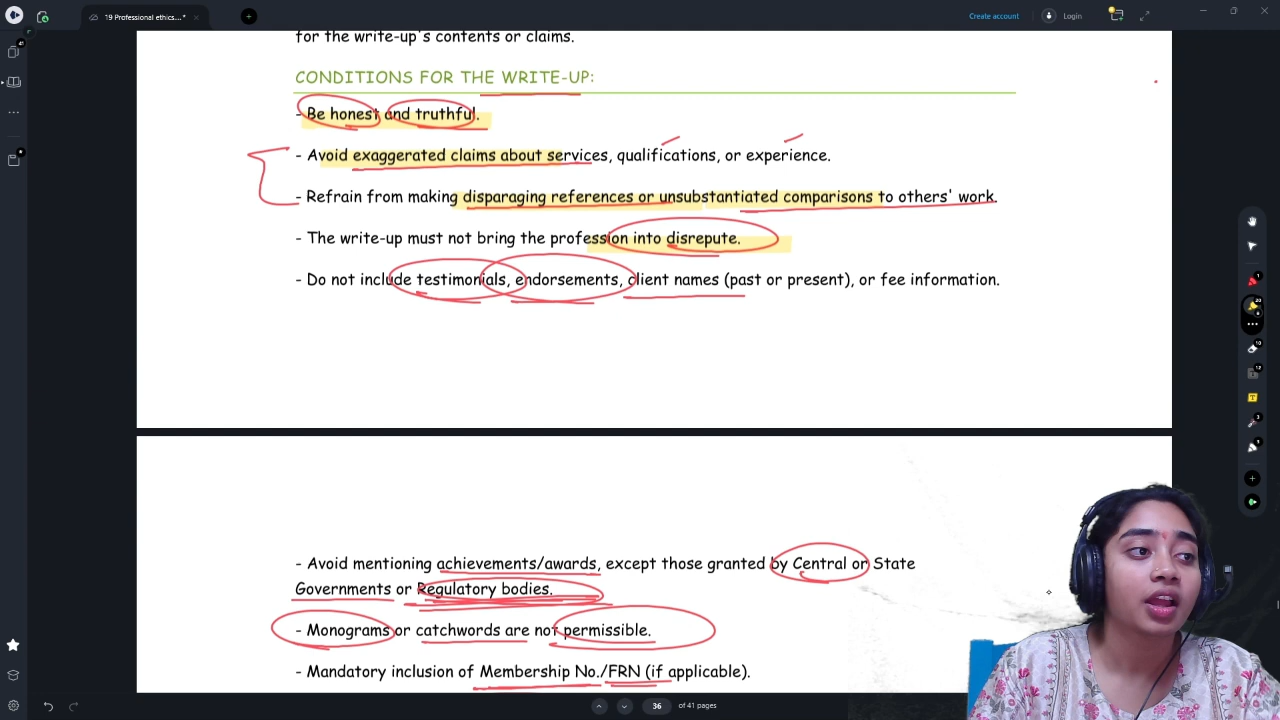 19 Professional ethics....*
Create account
Login
for the write-up's contents or claims.
CONDITIONS FOR THE WRITE-UP:
- Be honest and truthful.
- Avoid exaggerated claims about services, qualifications, or experience.
- Refrain from making disparaging references or unsubstantiated comparisons to others' work.
- The write-up must not bring the profession into disrepute.
- Do not include testimonials, endorsements, client names (past or present), or fee information.
- Avoid mentioning achievements/awards, except those granted by Central or State
Governments or Regulatory bodies.
- Monograms or catchwords are not permissible.
- Mandatory inclusion of Membership No./FRN (if applicable).
36 of 41 pages